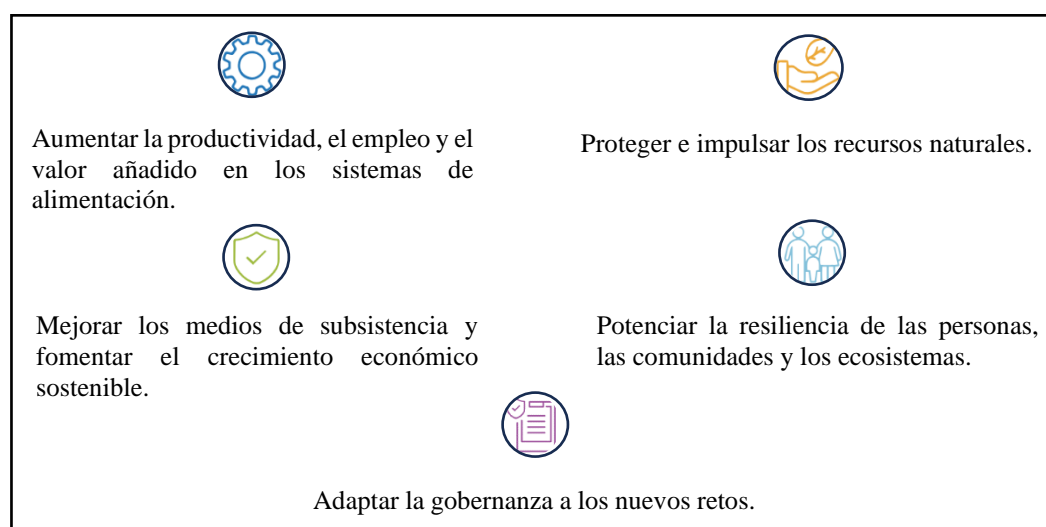 Aumentar la productividad, el empleo y el
valor añadido en los sistemas de
alimentación.
Proteger e impulsar los recursos naturales.
Mejorar los medios de subsistencia y
fomentar el crecimiento económico
sostenible.
Potenciar la resiliencia de las personas,
las comunidades y los ecosistemas.
Adaptar la gobernanza a los nuevos retos.